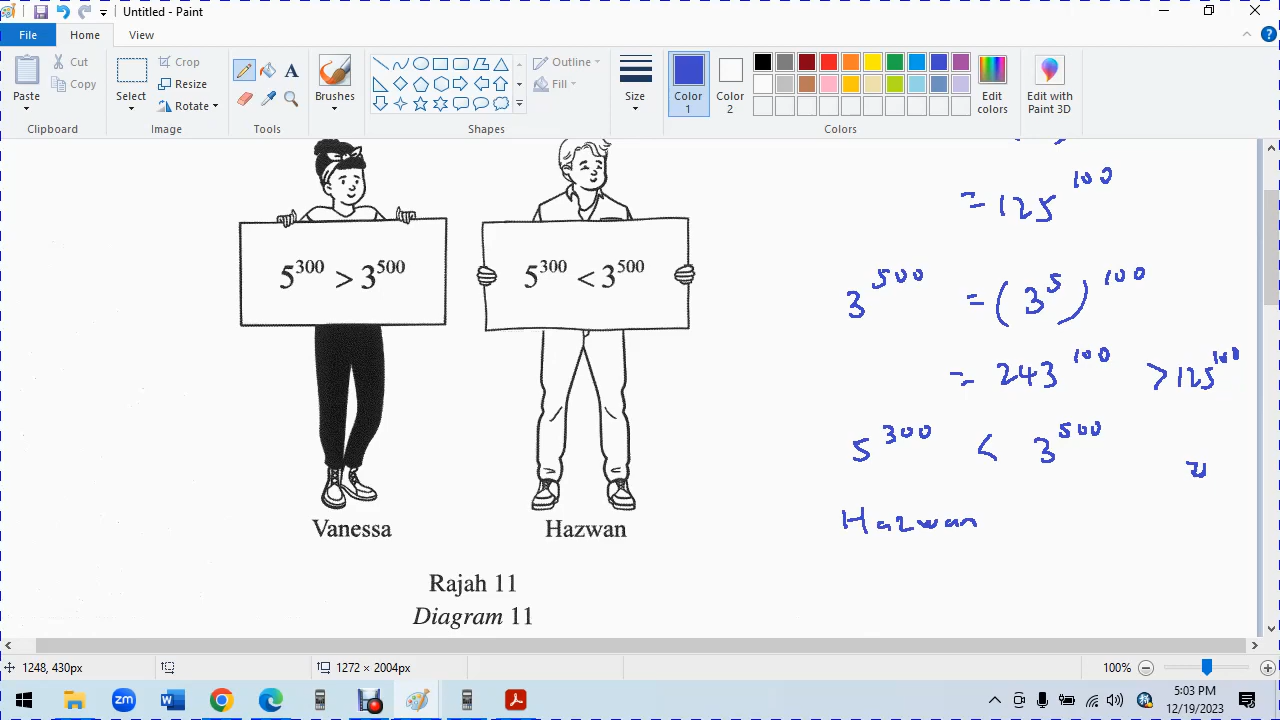 Untitled - Paint
File
Home
View
Paste
Cut
Copy
Clipboard
Select
Crop
Resize
Rotate
Image
A
Tools
Brushes
Outline
Fill
Shapes
Size
Color 1
Color 2
Edit colors
Colors
Edit with Paint 3D
5^300 > 3^500
5^300 < 3^500
Vanessa
Hazwan
Rajah 11
Diagram 11
= 125^100
3^500 = (3^5)^100
= 243^100 > 125^100
5^300 < 3^500
Hazwan
1248, 430px
1272 × 2004px
100%
zm
W
5:03 PM
12/19/2023